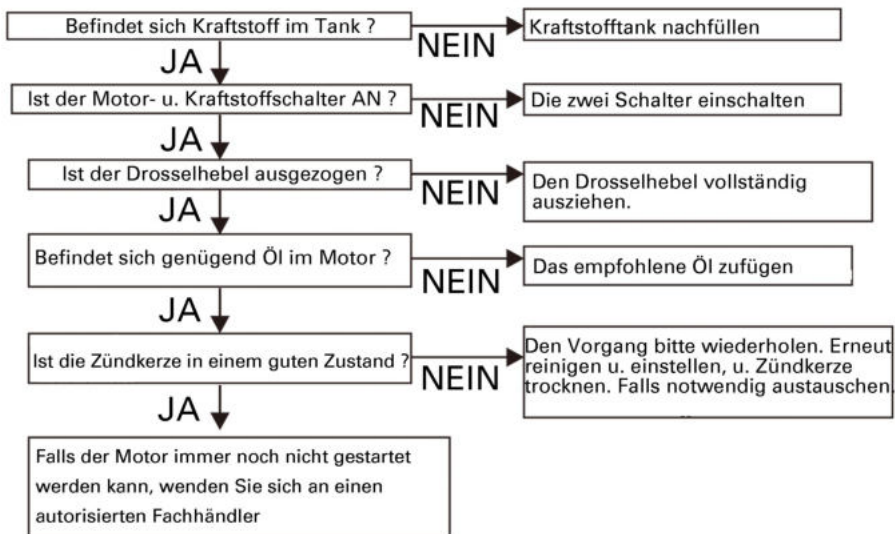 Befindet sich Kraftstoff im Tank ?
NEIN
Kraftstofftank nachfüllen
JA
Ist der Motor- u. Kraftstoffschalter AN ?
NEIN
Die zwei Schalter einschalten
JA
Ist der Drosselhebel ausgezogen ?
NEIN
Den Drosselhebel vollständig
ausziehen.
JA
Befindet sich genügend Öl im Motor ?
NEIN
Das empfohlene Öl zufügen
JA
Ist die Zündkerze in einem guten Zustand ?
NEIN
Den Vorgang bitte wiederholen. Erneut
reinigen u. einstellen, u. Zündkerze
trocknen. Falls notwendig austauschen.
JA
Falls der Motor immer noch nicht gestartet
werden kann, wenden Sie sich an einen
autorisierten Fachhändler